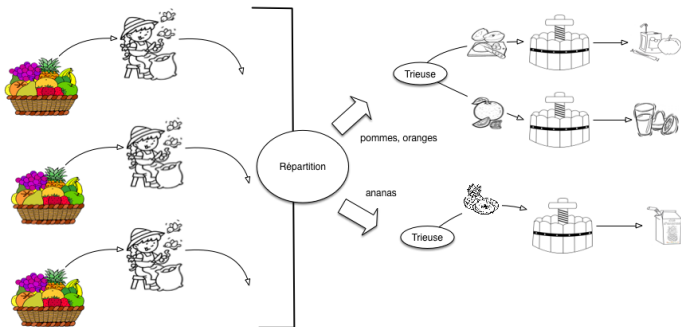 Trieuse
pommes, oranges
Répartition
ananas
Trieuse